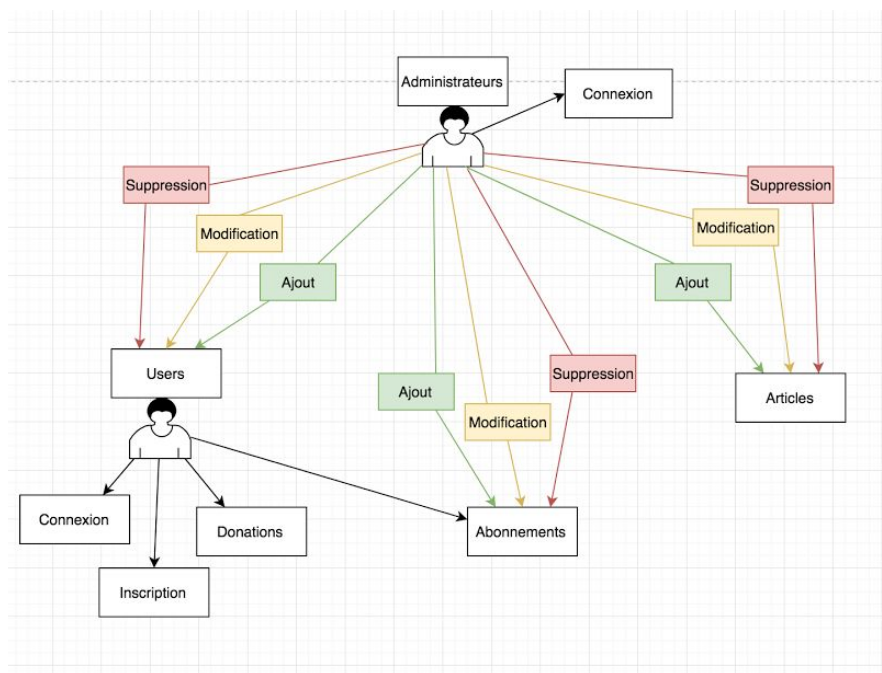 Administrateurs
Connexion
Suppression
Suppression
Modification
Modification
Ajout
Ajout
Users
Suppression
Ajout
Articles
Modification
Connexion
Donations
Abonnements
Inscription